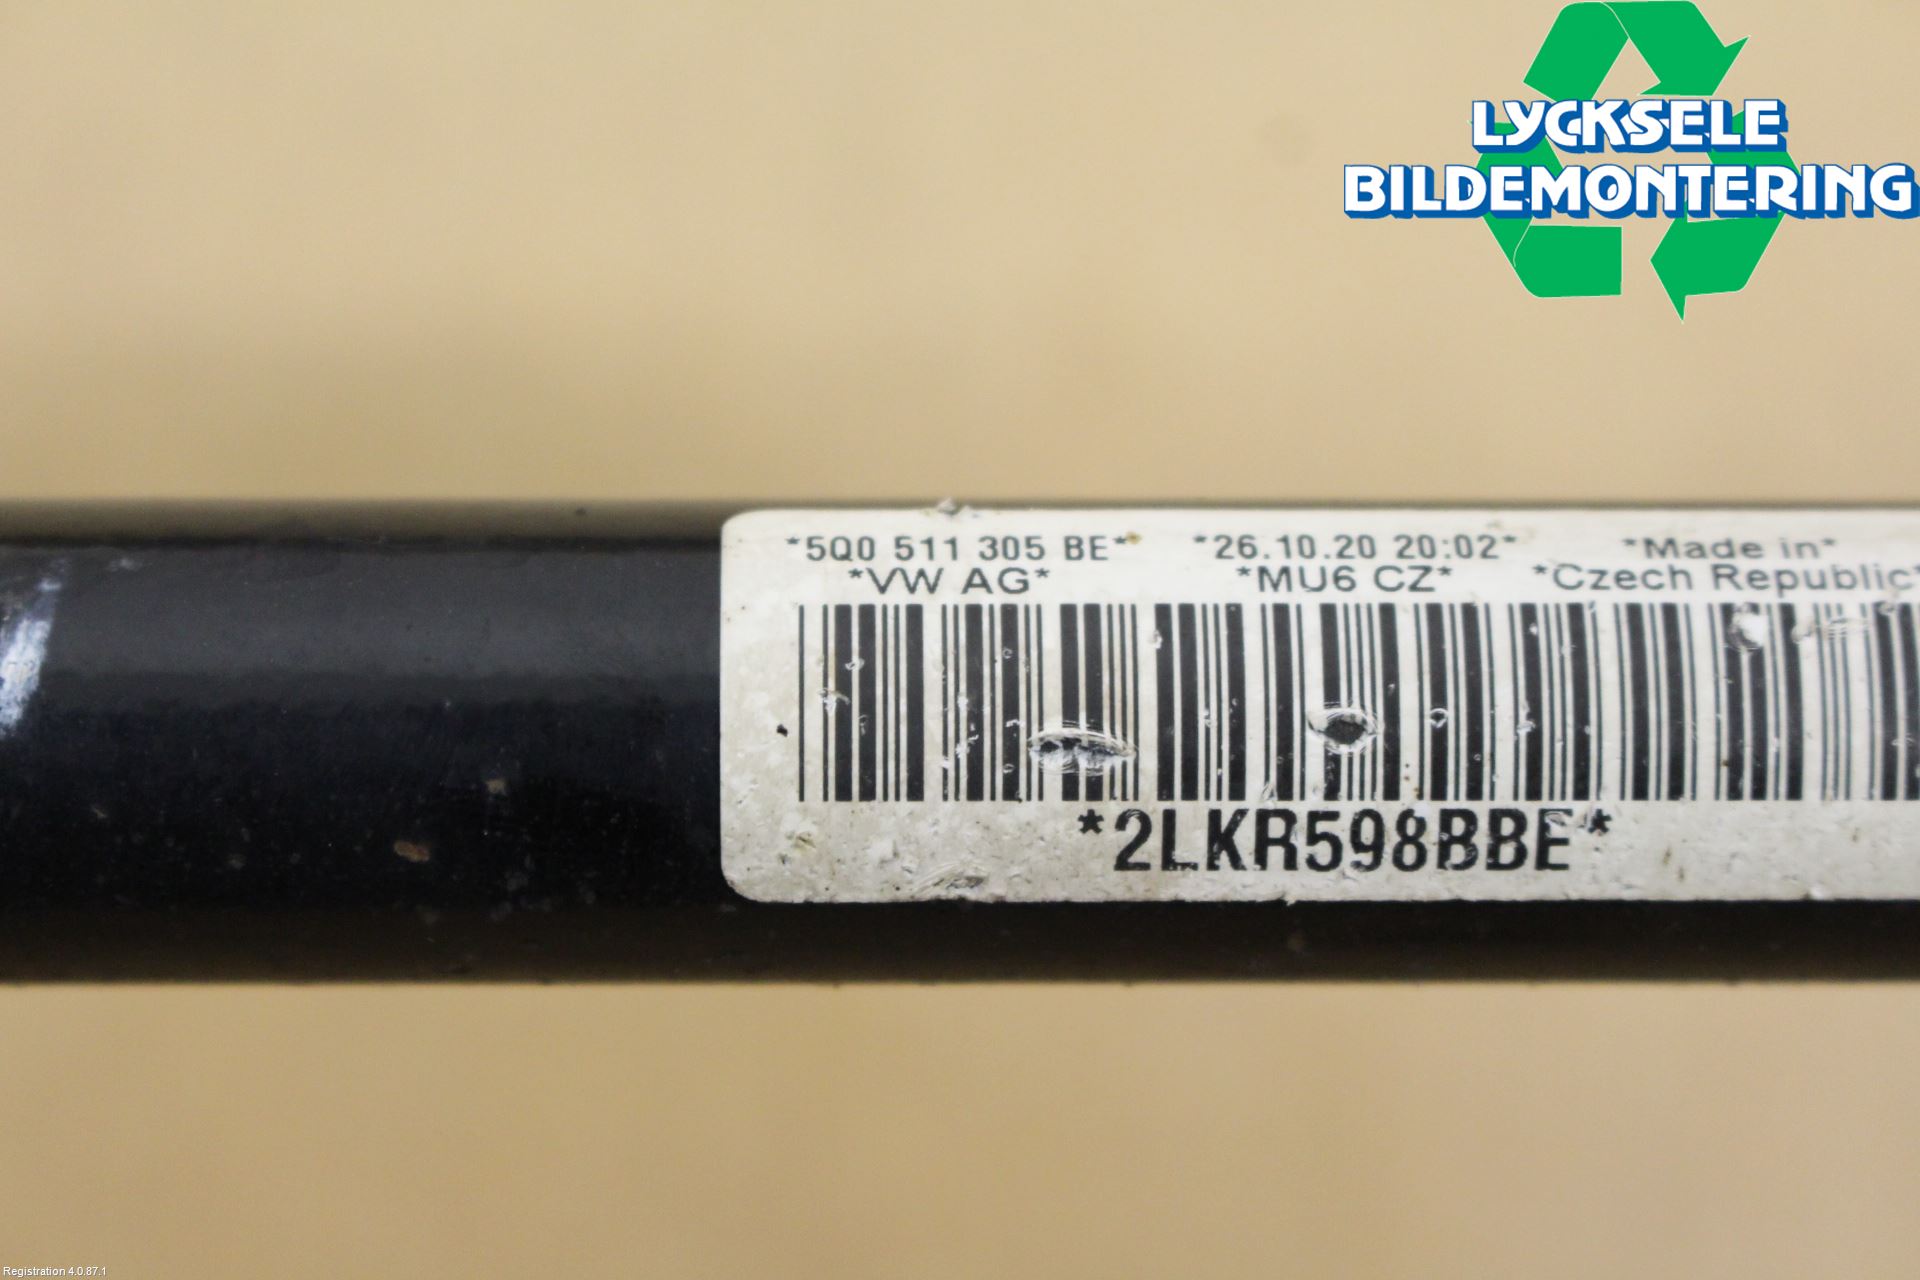 LYCKSELE
BILDEMONTERING
*5Q0 511 305 BE* *26.10.20 20:02* *Made in*
*VW AG* *MU6 CZ* *Czech Republic*
*2LKR598BBE*
Registration 4.0.87.1